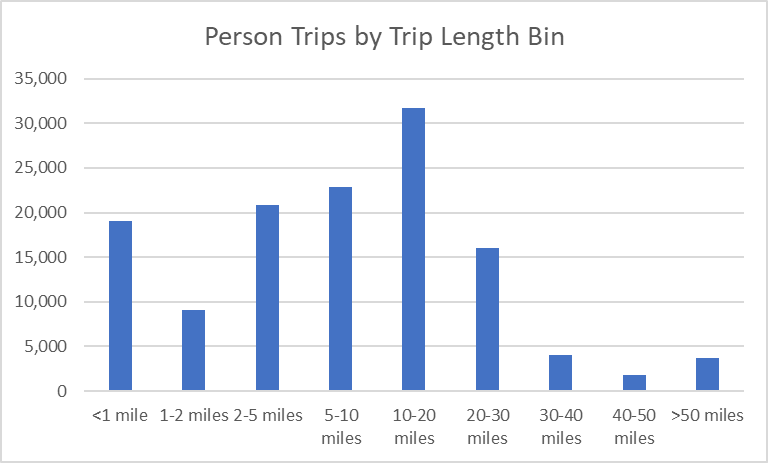 Person Trips by Trip Length Bin
35,000
30,000
25,000
20,000
15,000
10,000
5,000
0
<1 mile 1-2 miles 2-5 miles 5-10 10-20 20-30 30-40 40-50 >50 miles
miles miles miles miles miles